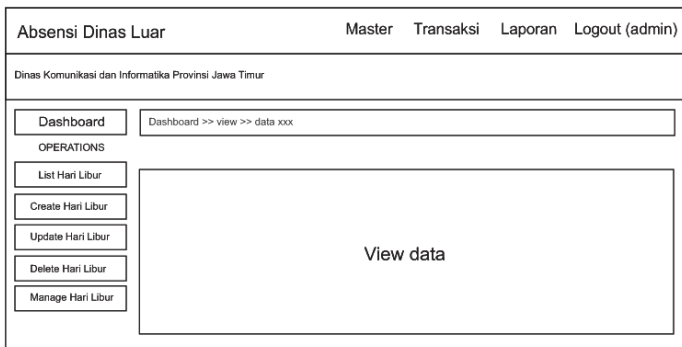 Absensi Dinas Luar Master Transaksi Laporan Logout (admin)
Dinas Komunikasi dan Informatika Provinsi Jawa Timur
Dashboard
Dashboard >> view >> data xxx
OPERATIONS
List Hari Libur
Create Hari Libur
Update Hari Libur
Delete Hari Libur
Manage Hari Libur
View data